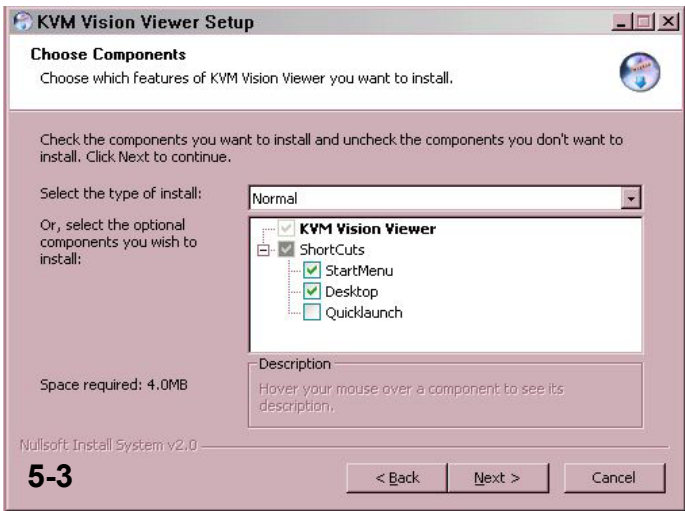 KVM Vision Viewer Setup
Choose Components
Choose which features of KVM Vision Viewer you want to install.
Check the components you want to install and uncheck the components you don't want to
install. Click Next to continue.
Select the type of install:
Normal
Or, select the optional
components you wish to
install:
KVM Vision Viewer
ShortCuts
StartMenu
Desktop
Quicklaunch
Space required: 4.0MB
Description
Hover your mouse over a component to see its
description.
Nullsoft Install System v2.0
5-3
< Back
Next >
Cancel